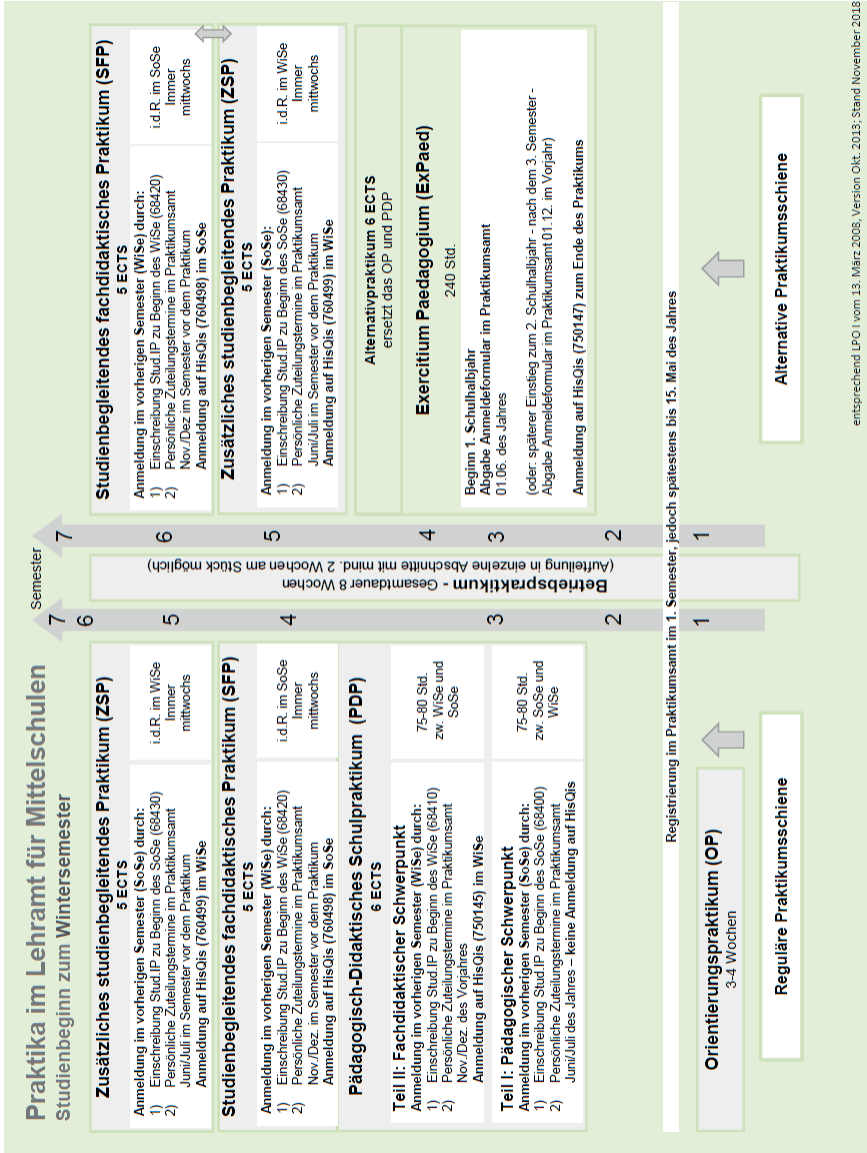 Praktika im Lehramt für Mittelschulen
Studienbeginn zum Wintersemester
Zusätzliches studienbegleitendes Praktikum (ZSP)
5 ECTS
Anmeldung im vorherigen Semester (SoSe) durch:
1) Einschreibung Stud.IP zu Beginn des SoSe (68430)
2) Persönliche Zuteilungstermine im Praktikumsamt
Juni/Juli im Semester vor dem Praktikum
Anmeldung auf HisQis (760499) im WiSe
i.d.R. im WiSe
Immer
mittwochs
Studienbegleitendes fachdidaktisches Praktikum (SFP)
5 ECTS
Anmeldung im vorherigen Semester (WiSe) durch:
1) Einschreibung Stud.IP zu Beginn des WiSe (68420)
2) Persönliche Zuteilungstermine im Praktikumsamt
Nov./Dez. im Semester vor dem Praktikum
Anmeldung auf HisQis (760498) im SoSe
i.d.R. im SoSe
Immer
mittwochs
Pädagogisch-Didaktisches Schulpraktikum (PDP)
6 ECTS
Teil II: Fachdidaktischer Schwerpunkt
Anmeldung im vorherigen Semester (WiSe) durch:
1) Einschreibung Stud.IP zu Beginn des WiSe (68410)
2) Persönliche Zuteilungstermine im Praktikumsamt
Nov./Dez. des Vorjahres
Anmeldung auf HisQis (750145) im WiSe
75-80 Std.
zw. WiSe und
SoSe
Teil I: Pädagogischer Schwerpunkt
Anmeldung im vorherigen Semester (SoSe) durch:
1) Einschreibung Stud.IP zu Beginn des SoSe (68400)
2) Persönliche Zuteilungstermine im Praktikumsamt
Juni/Juli des Jahres – keine Anmeldung auf HisQis
75-80 Std.
zw. SoSe und
WiSe
Orientierungspraktikum (OP)
3-4 Wochen
Reguläre Praktikumsschiene
Semester
7
6
5
4
3
2
1
Betriebspraktikum - Gesamtdauer 8 Wochen
(Aufteilung in einzelne Abschnitte mit mind. 2 Wochen am Stück möglich)
7
6
5
4
3
2
1
Registrierung im Praktikumsamt im 1. Semester, jedoch spätestens bis 15. Mai des Jahres
Studienbegleitendes fachdidaktisches Praktikum (SFP)
5 ECTS
Anmeldung im vorherigen Semester (WiSe) durch:
1) Einschreibung Stud.IP zu Beginn des WiSe (68420)
2) Persönliche Zuteilungstermine im Praktikumsamt
Nov./Dez im Semester vor dem Praktikum
Anmeldung auf HisQis (760498) im SoSe
i.d.R. im SoSe
Immer
mittwochs
Zusätzliches studienbegleitendes Praktikum (ZSP)
5 ECTS
Anmeldung im vorherigen Semester (SoSe):
1) Einschreibung Stud.IP zu Beginn des SoSe (68430)
2) Persönliche Zuteilungstermine im Praktikumsamt
Juni/Juli im Semester vor dem Praktikum
Anmeldung auf HisQis (760499) im WiSe
i.d.R. im WiSe
Immer
mittwochs
Alternativpraktikum 6 ECTS
ersetzt das OP und PDP
Exercitium Paedagogium (ExPaed)
240 Std.
Beginn 1. Schulhalbjahr
Abgabe Anmeldeformular im Praktikumsamt
01.06. des Jahres
(oder: späterer Einstieg zum 2. Schulhalbjahr - nach dem 3. Semester -
Abgabe Anmeldeformular im Praktikumsamt 01.12. im Vorjahr)
Anmeldung auf HisQis (750147) zum Ende des Praktikums
Alternative Praktikumsschiene
entsprechend LPO I vom 13. März 2008, Version Okt. 2013; Stand November 2018